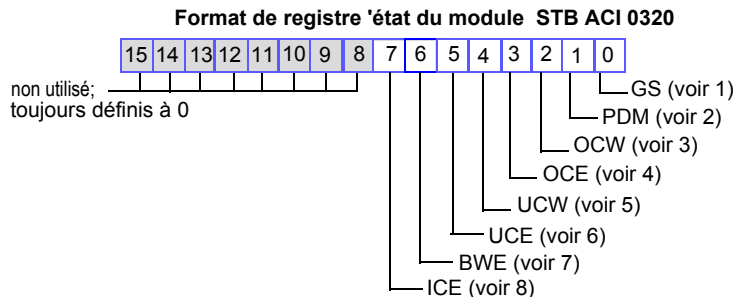 Format de registre 'état du module STB ACI 0320
15 14 13 12 11 10 9 8 7 6 5 4 3 2 1 0
non utilisé;
toujours définis à 0
GS (voir 1)
PDM (voir 2)
OCW (voir 3)
OCE (voir 4)
UCW (voir 5)
UCE (voir 6)
BWE (voir 7)
ICE (voir 8)